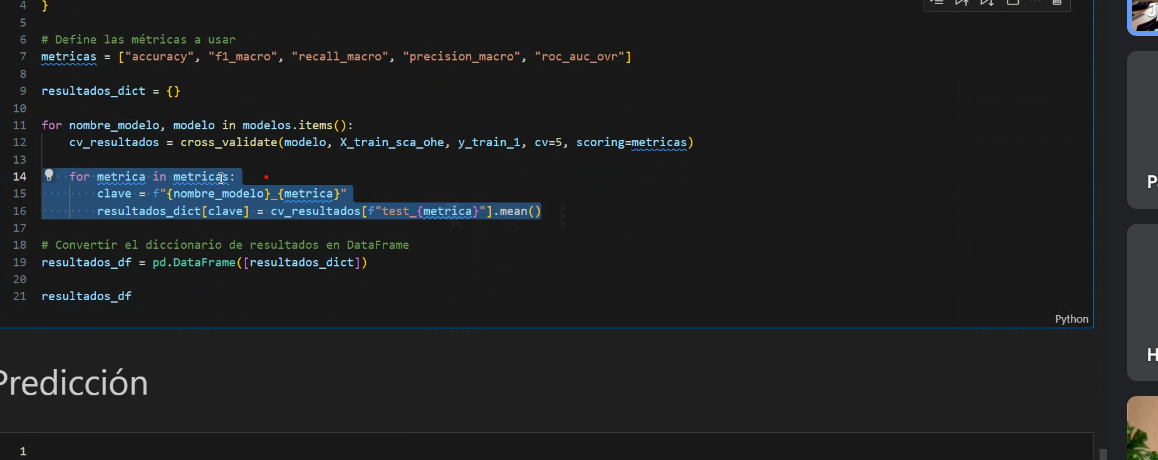 4 }
5
6 # Define las métricas a usar
7 metricas = ["accuracy", "f1_macro", "recall_macro", "precision_macro", "roc_auc_ovr"]
8
9 resultados_dict = {}
10
11 for nombre_modelo, modelo in modelos.items():
12     cv_resultados = cross_validate(modelo, X_train_sca_ohe, y_train_1, cv=5, scoring=metricas)
13
14     for metrica in metricas:
15         clave = f"{nombre_modelo}_{metrica}"
16         resultados_dict[clave] = cv_resultados[f"test_{metrica}"].mean()
17
18 # Convertir el diccionario de resultados en DataFrame
19 resultados_df = pd.DataFrame([resultados_dict])
20
21 resultados_df
Python
Predicción
1
P
H